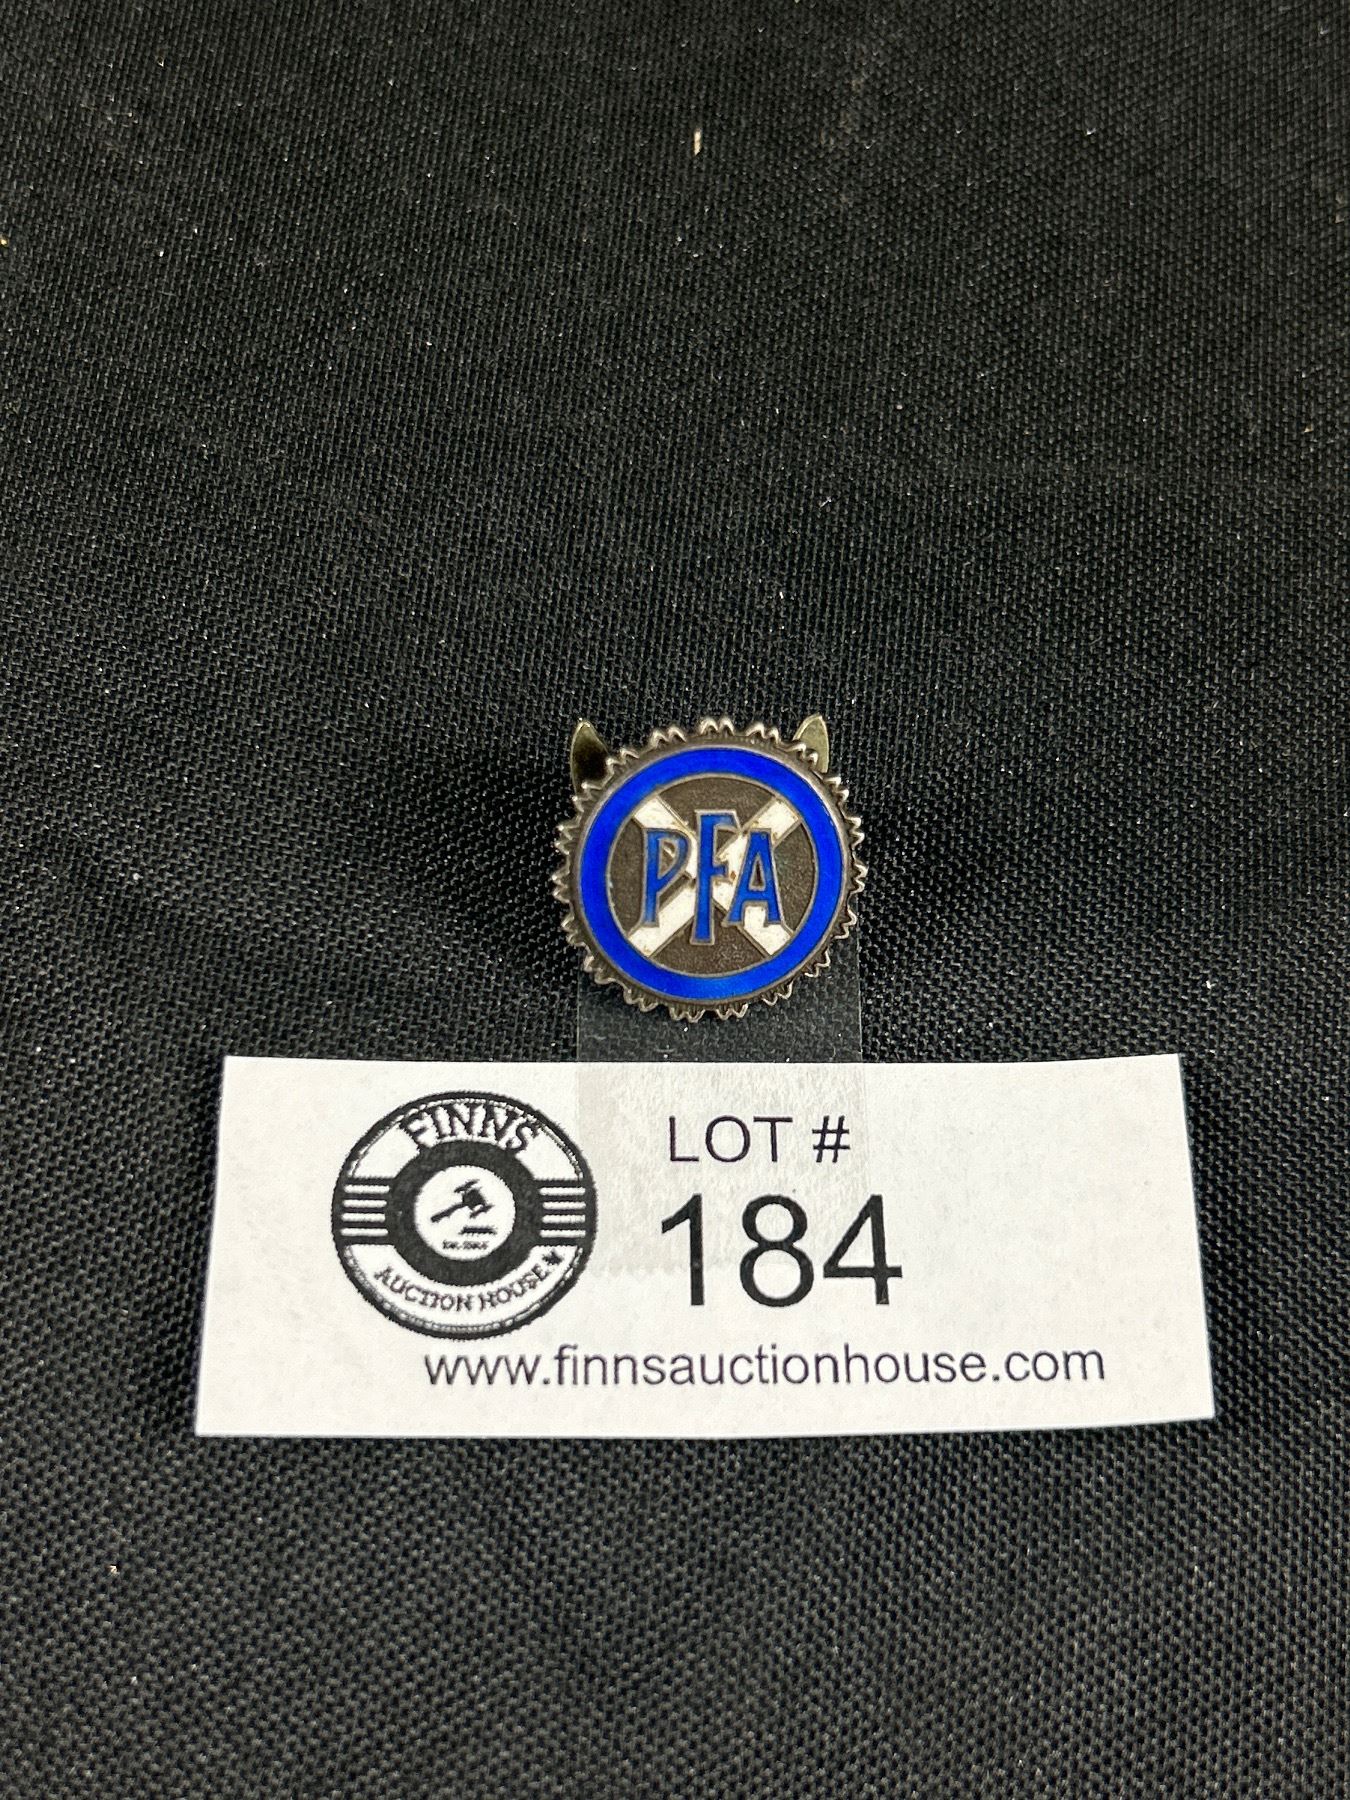 PFA
FINNS
AUCTION HOUSE
LOT #
184
www.finnsauctionhouse.com